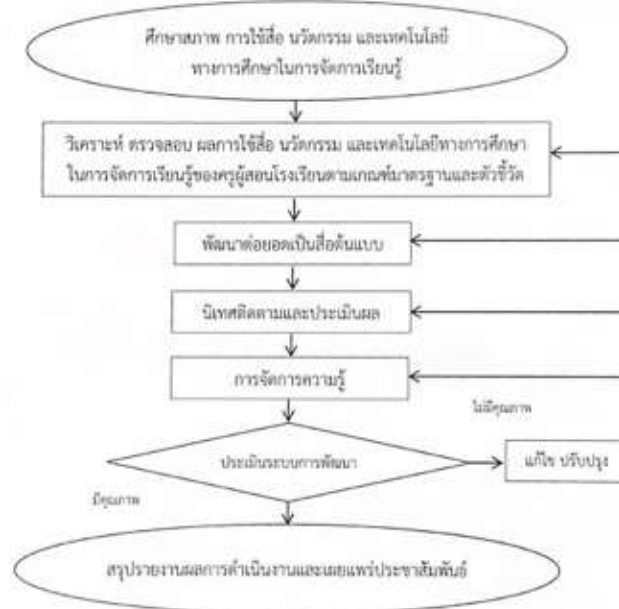 ศึกษาสภาพ การใช้สื่อ นวัตกรรม และเทคโนโลยี
ทางการศึกษาในการจัดการเรียนรู้
วิเคราะห์ ตรวจสอบ ผลการใช้สื่อ นวัตกรรม และเทคโนโลยีทางการศึกษา
ในการจัดการเรียนรู้ของครูผู้สอนโรงเรียนตามเกณฑ์มาตรฐานและตัวชี้วัด
พัฒนาต่อยอดเป็นสื่อต้นแบบ
นิเทศติดตามและประเมินผล
การจัดการความรู้
ไม่มีคุณภาพ
ประเมินระบบการพัฒนา
แก้ไข ปรับปรุง
มีคุณภาพ
สรุปรายงานผลการดำเนินงานและเผยแพร่ประชาสัมพันธ์